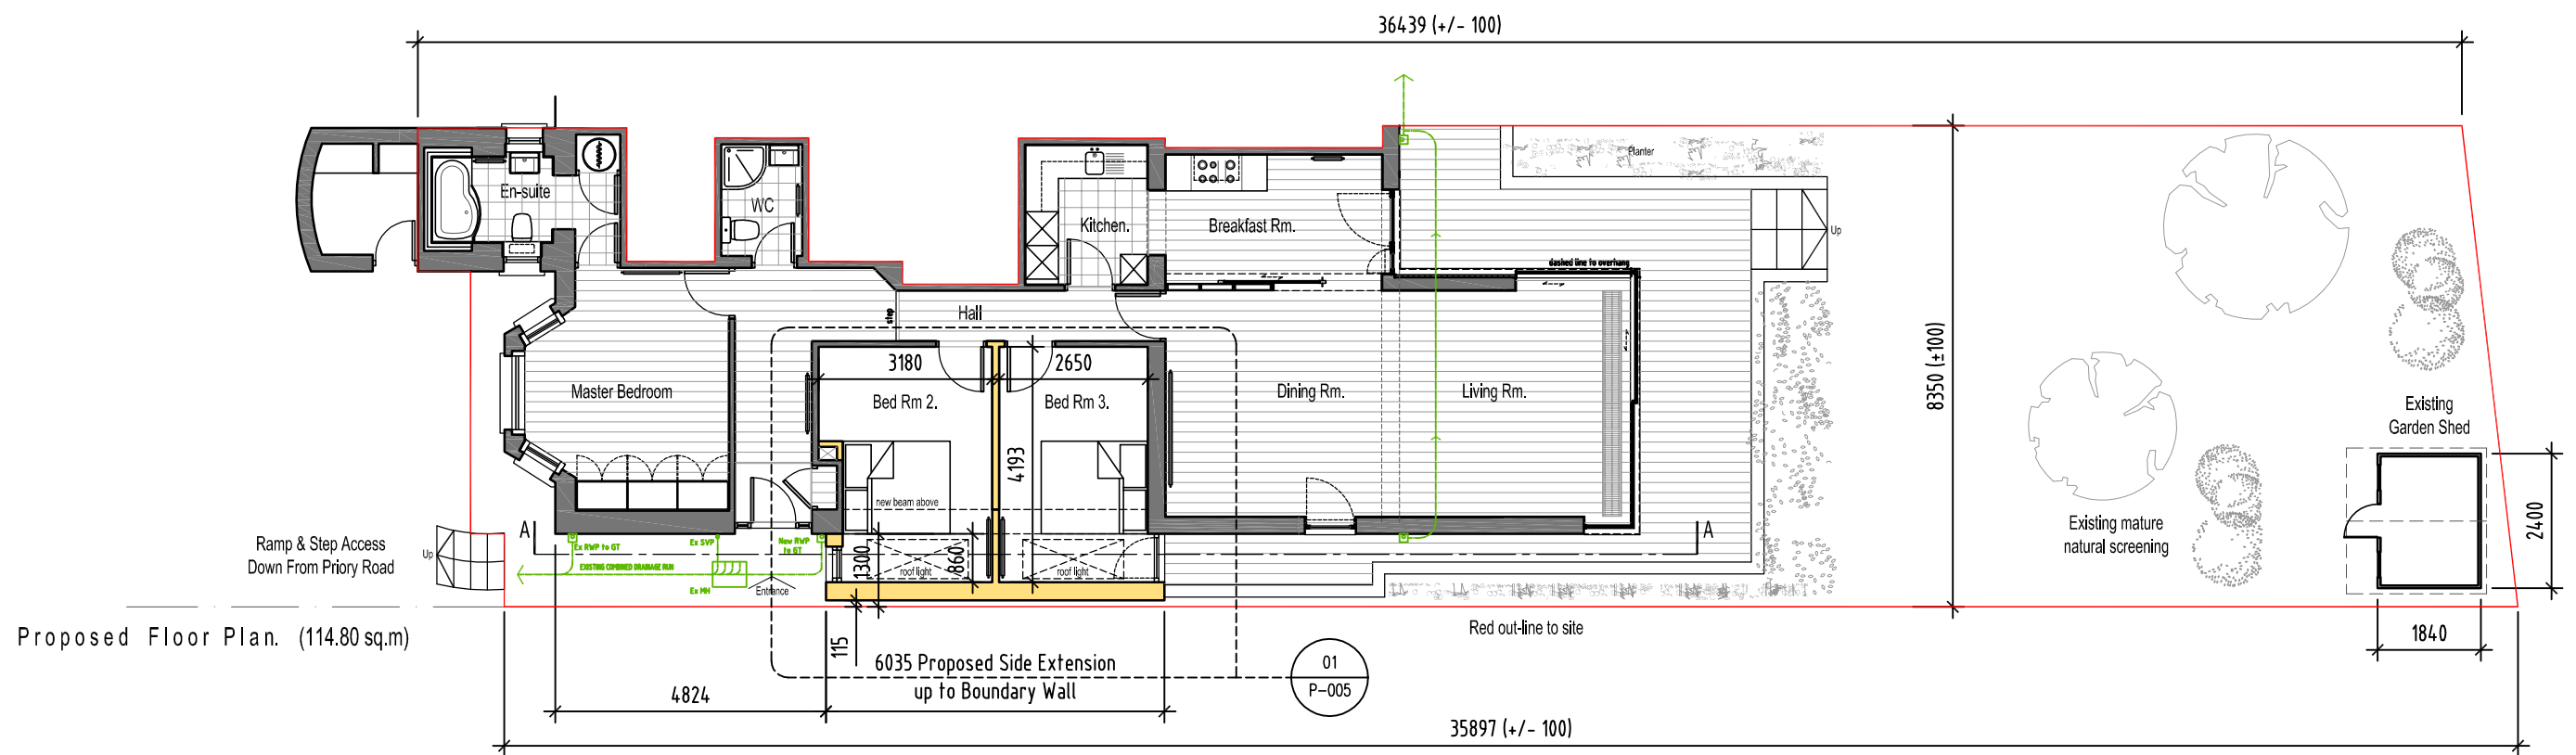 36439 (+/- 100)
Planter
En-suite
WC
Kitchen.
Breakfast Rm.
Up
dashed line to overhang
step
Hall
8350 (±100)
3180
2650
Master Bedroom
Bed Rm 2.
Bed Rm 3.
Dining Rm.
Living Rm.
Existing
Garden Shed
4193
new beam above
Ramp & Step Access
Down From Priory Road
Up
A
Ex RWP to GT
Ex SVP
New RWP
to GT
EXISTING COMBINED DRAINAGE RUN
Ex MH
Entrance
1300
roof light
860
roof light
A
Existing mature
natural screening
2400
Proposed Floor Plan. (114.80 sq.m)
115
Red out-line to site
1840
6035 Proposed Side Extension
up to Boundary Wall
01
P-005
4824
35897 (+/- 100)